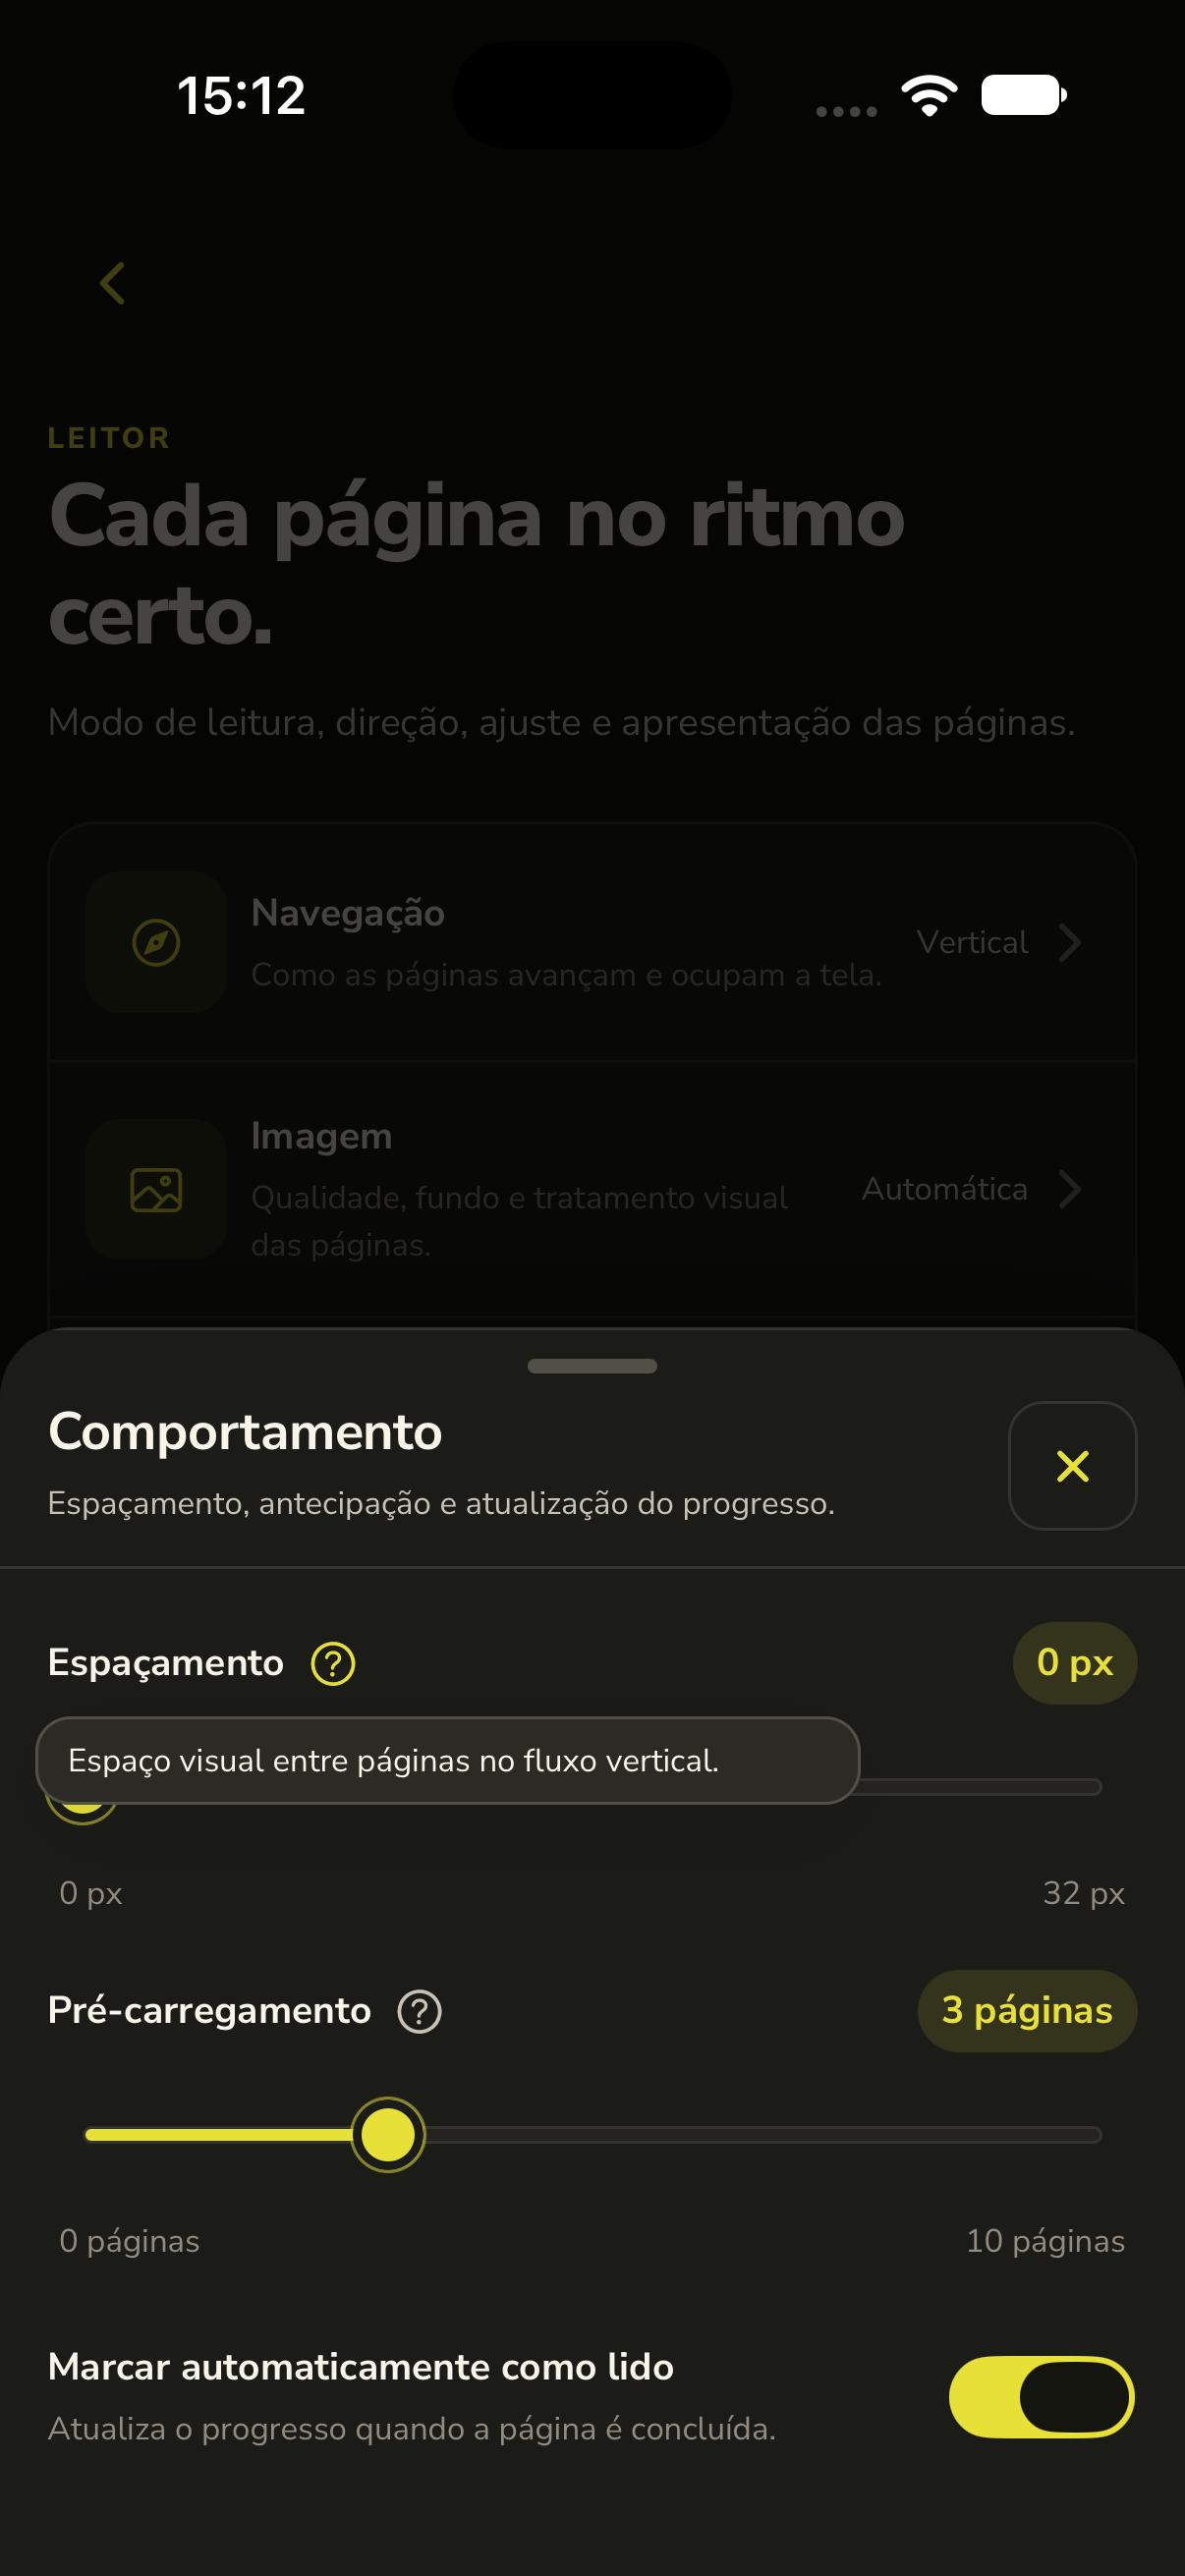 15:12
LEITOR
Cada página no ritmo
certo.
Modo de leitura, direção, ajuste e apresentação das páginas.
Navegação
Como as páginas avançam e ocupam a tela.
Vertical
Imagem
Qualidade, fundo e tratamento visual
das páginas.
Automática
Comportamento
Espaçamento, antecipação e atualização do progresso.
Espaçamento
0 px
Espaço visual entre páginas no fluxo vertical.
0 px
32 px
Pré-carregamento
3 páginas
0 páginas
10 páginas
Marcar automaticamente como lido
Atualiza o progresso quando a página é concluída.